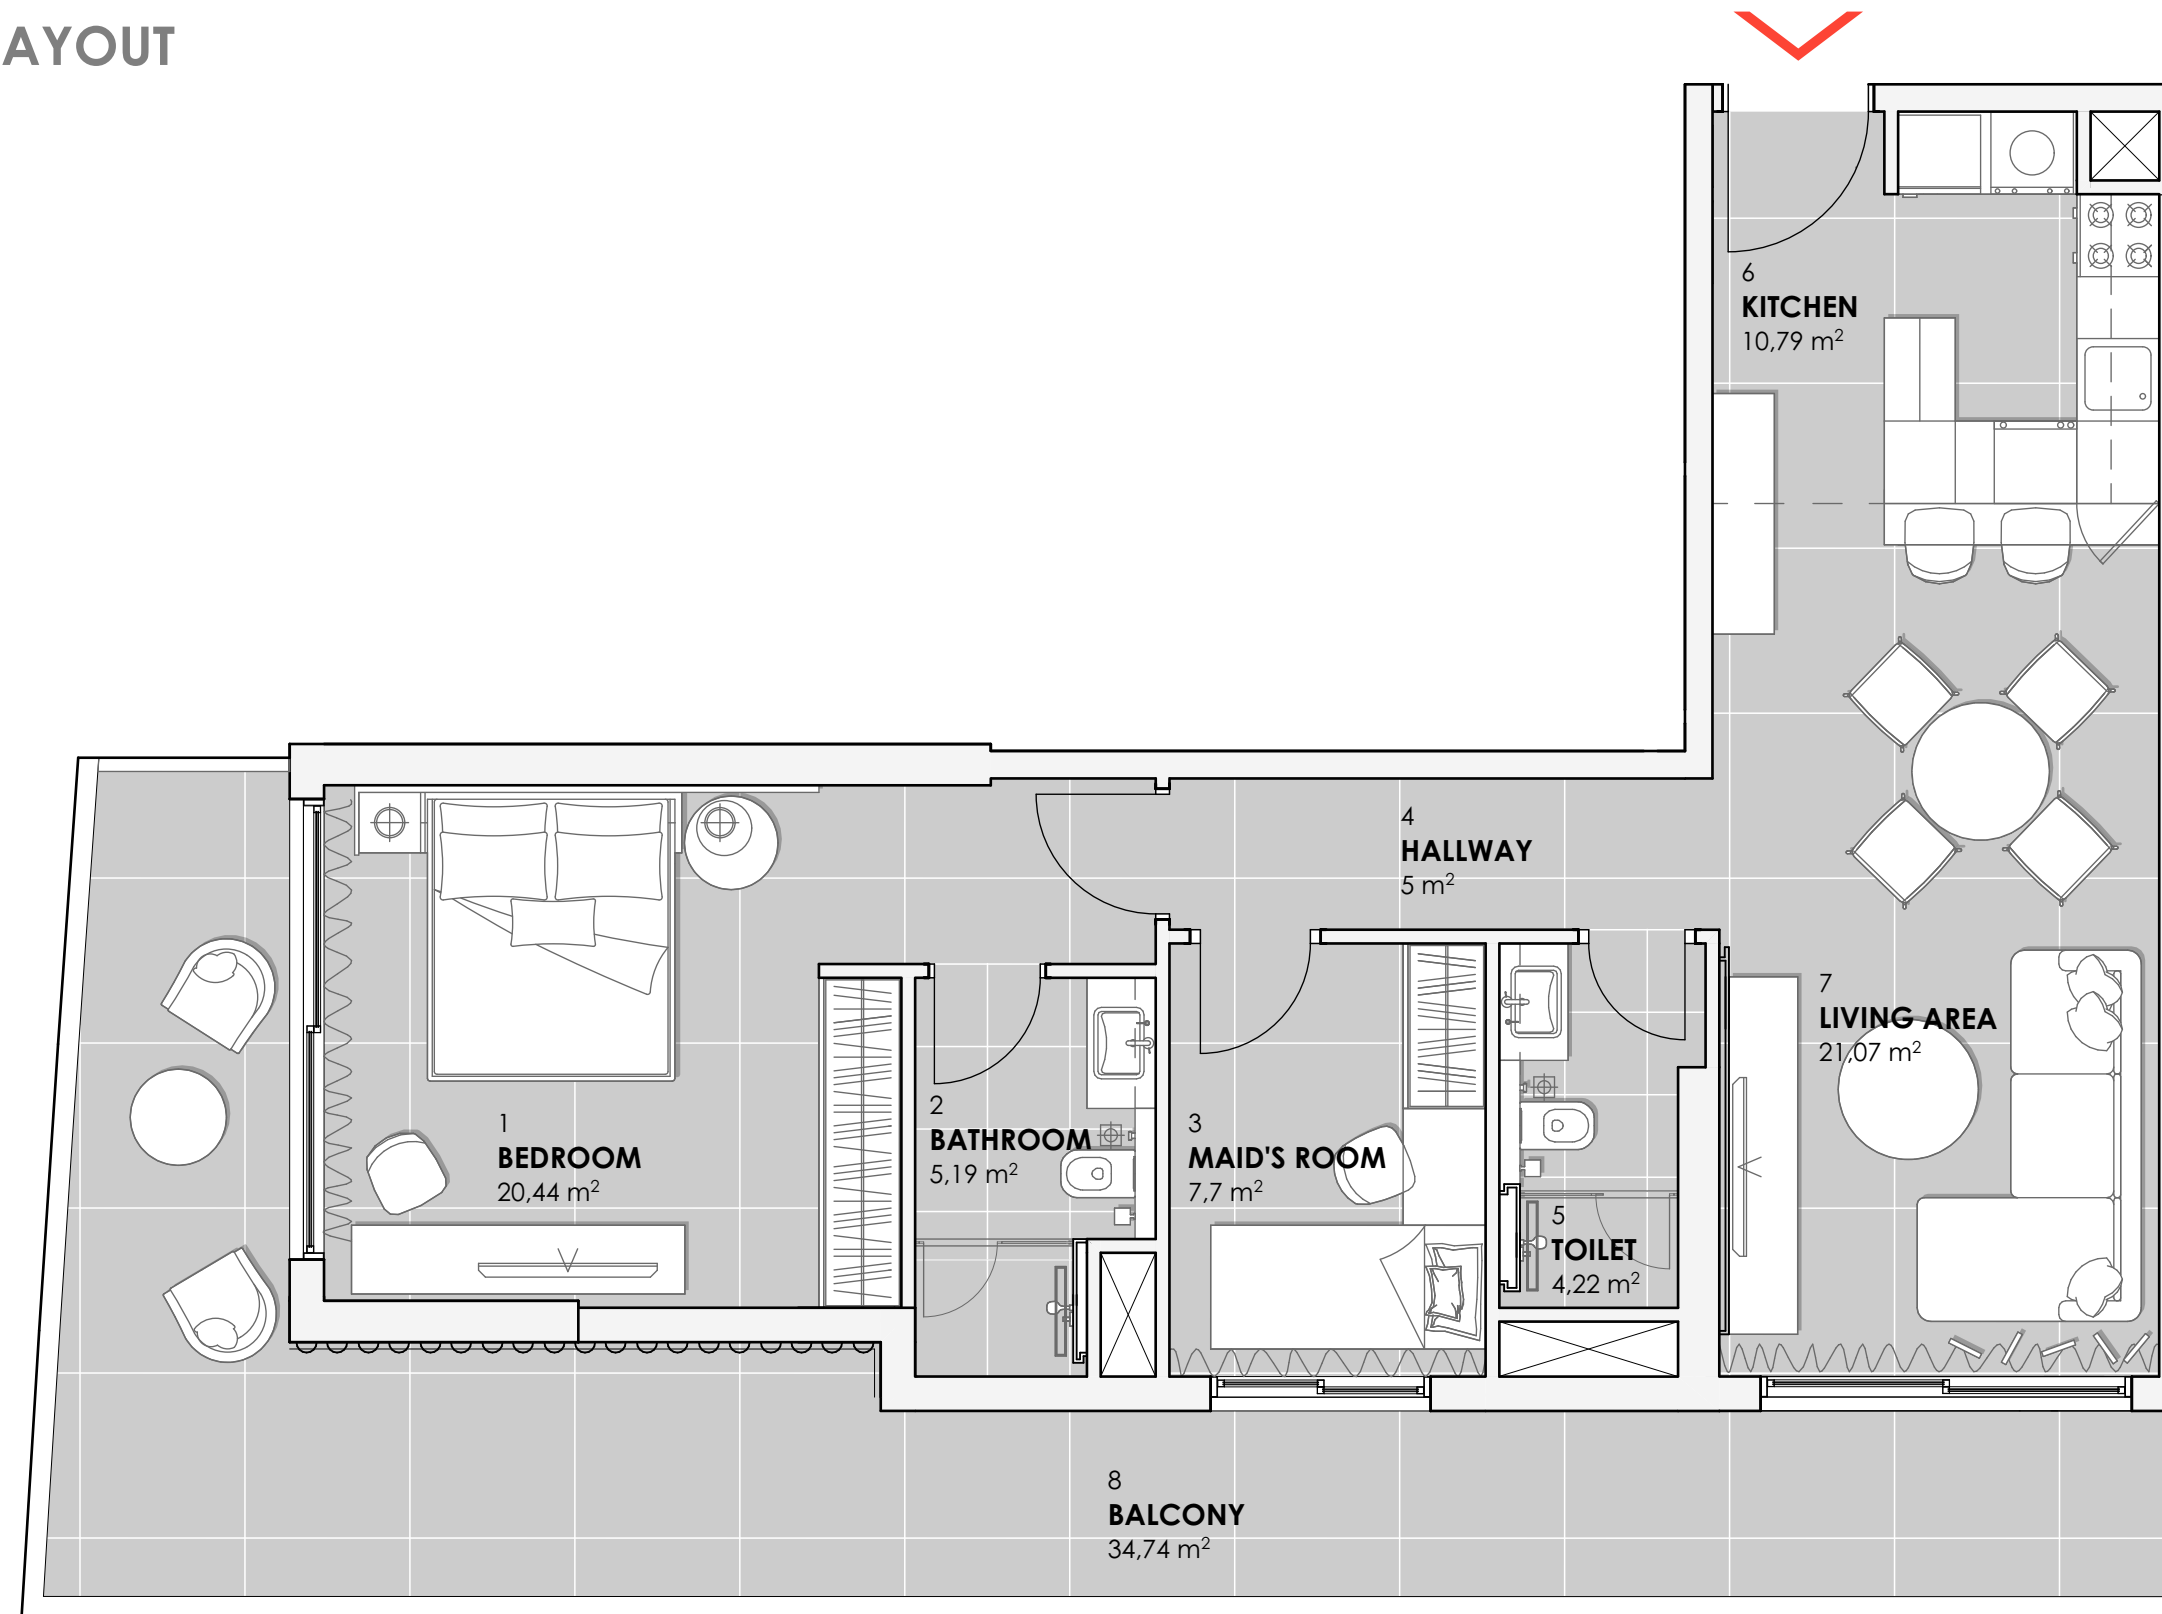 AYOUT
6
KITCHEN
10,79 m²
4
HALLWAY
5 m²
7
LIVING AREA
21,07 m²
1
BEDROOM
20,44 m²
2
BATHROOM
5,19 m²
3
MAID'S ROOM
7,7 m²
5
TOILET
4,22 m²
8
BALCONY
34,74 m²